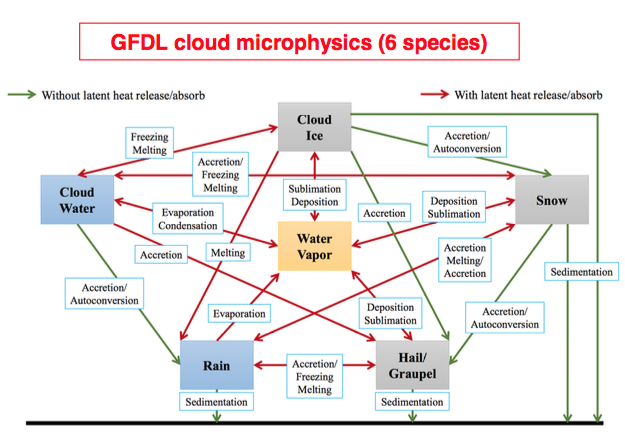 GFDL cloud microphysics (6 species)
Without latent heat release/absorb
With latent heat release/absorb
Cloud
Ice
Freezing
Melting
Accretion/
Autoconversion
Accretion/
Freezing
Melting
Cloud
Water
Sublimation
Deposition
Deposition
Sublimation
Snow
Evaporation
Condensation
Accretion
Water
Vapor
Accretion
Melting
Accretion
Melting/
Accretion
Sedimentation
Accretion/
Autoconversion
Evaporation
Deposition
Sublimation
Accretion/
Autoconversion
Rain
Accretion/
Freezing
Melting
Hail/
Graupel
Sedimentation
Sedimentation